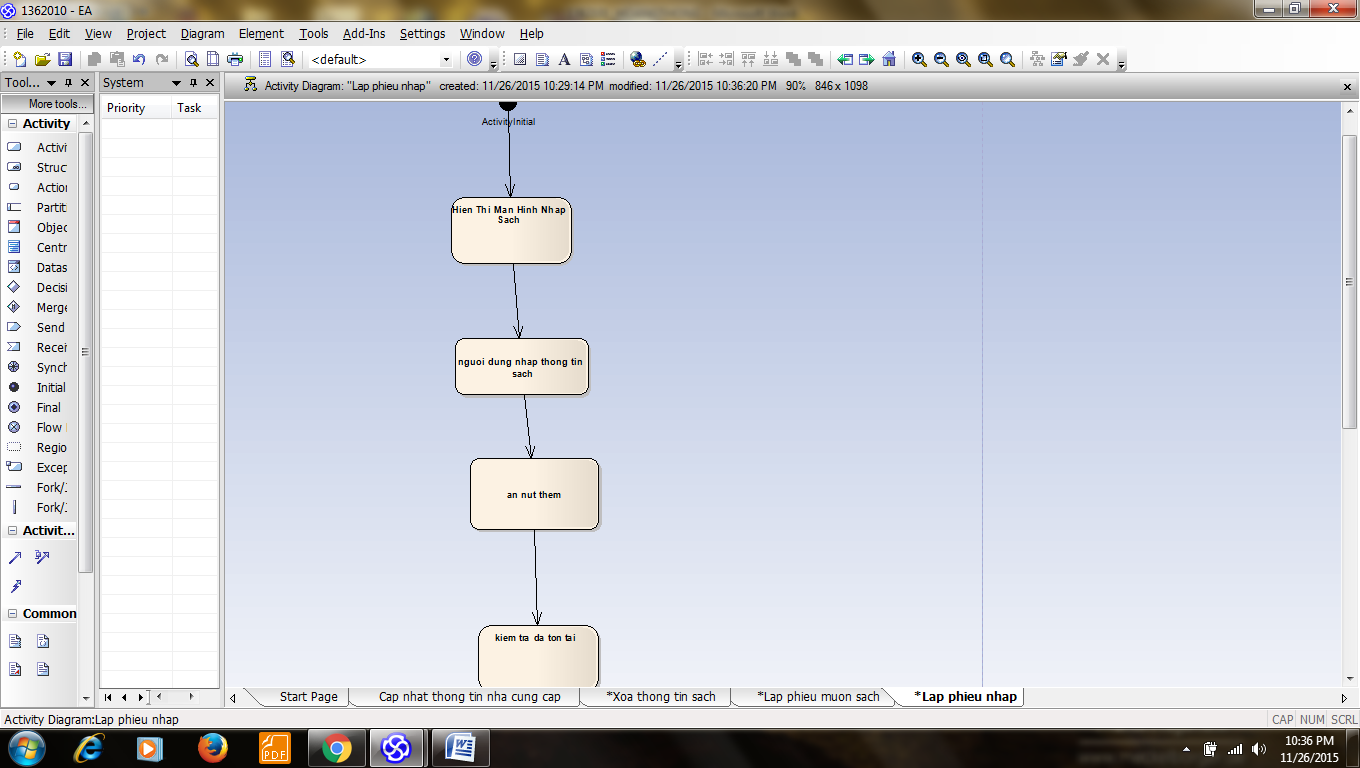 1362010 - EA
File Edit View Project Diagram Element Tools Add-Ins Settings Window Help
<default>
Tool...
System
Activity Diagram: "Lap phieu nhap" created: 11/26/2015 10:29:14 PM modified: 11/26/2015 10:36:20 PM 90% 846 x 1098
More tools...
Priority Task
Activity
Activi
Struc
Action
Partiti
Objec
Centr
Datas
Decisi
Merge
Send
Recei
Synch
Initial
Final
Flow
Regio
Excep
Fork/J
Fork/J
Activit...
Common
ActivityInitial
Hien Thi Man Hinh Nhap
Sach
nguoi dung nhap thong tin
sach
an nut them
kiem tra da ton tai
Start Page
Cap nhat thong tin nha cung cap
*Xoa thong tin sach
*Lap phieu muon sach
*Lap phieu nhap
Activity Diagram:Lap phieu nhap
CAP NUM SCRL
PDF
10:36 PM
11/26/2015